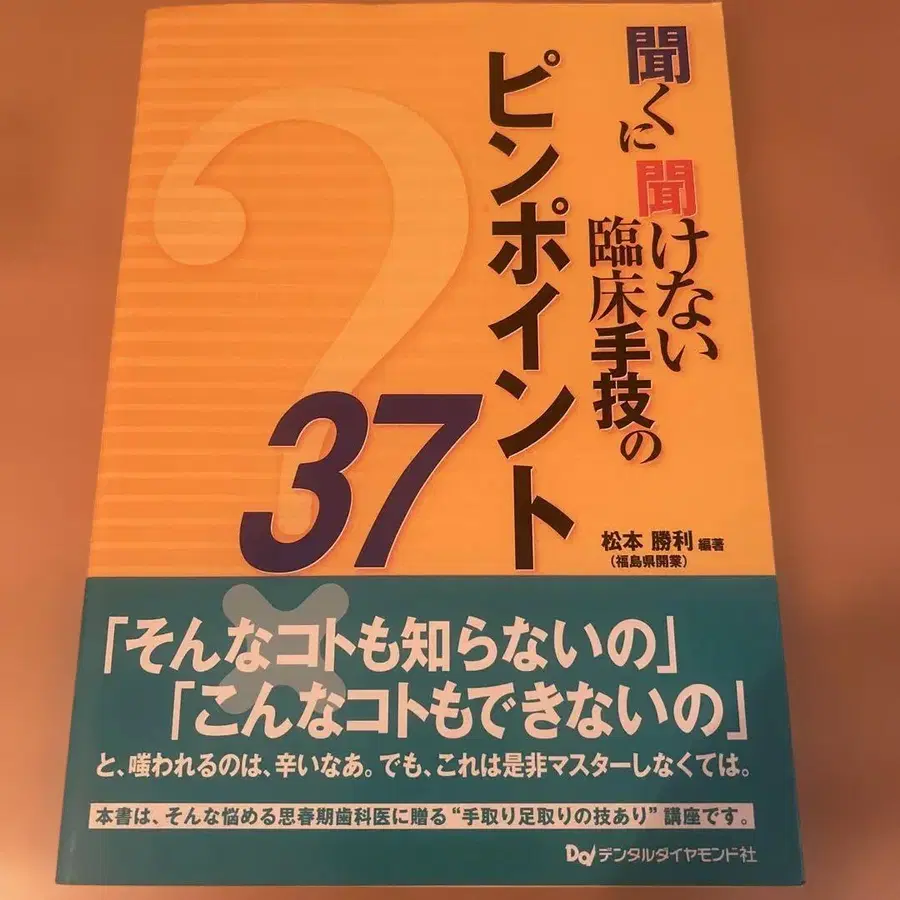 聞くに聞けない
臨床手技の
ピンポイント
37
松本 勝利 編著
(福島県開業)
「そんなコトも知らないの」
「こんなコトもできないの」
と、嗤われるのは、辛いなあ。でも、これは是非マスターしなくては。
本書は、そんな悩める思春期歯科医に贈る“手取り足取りの技あり”講座です。
DD デンタルダイヤモンド社